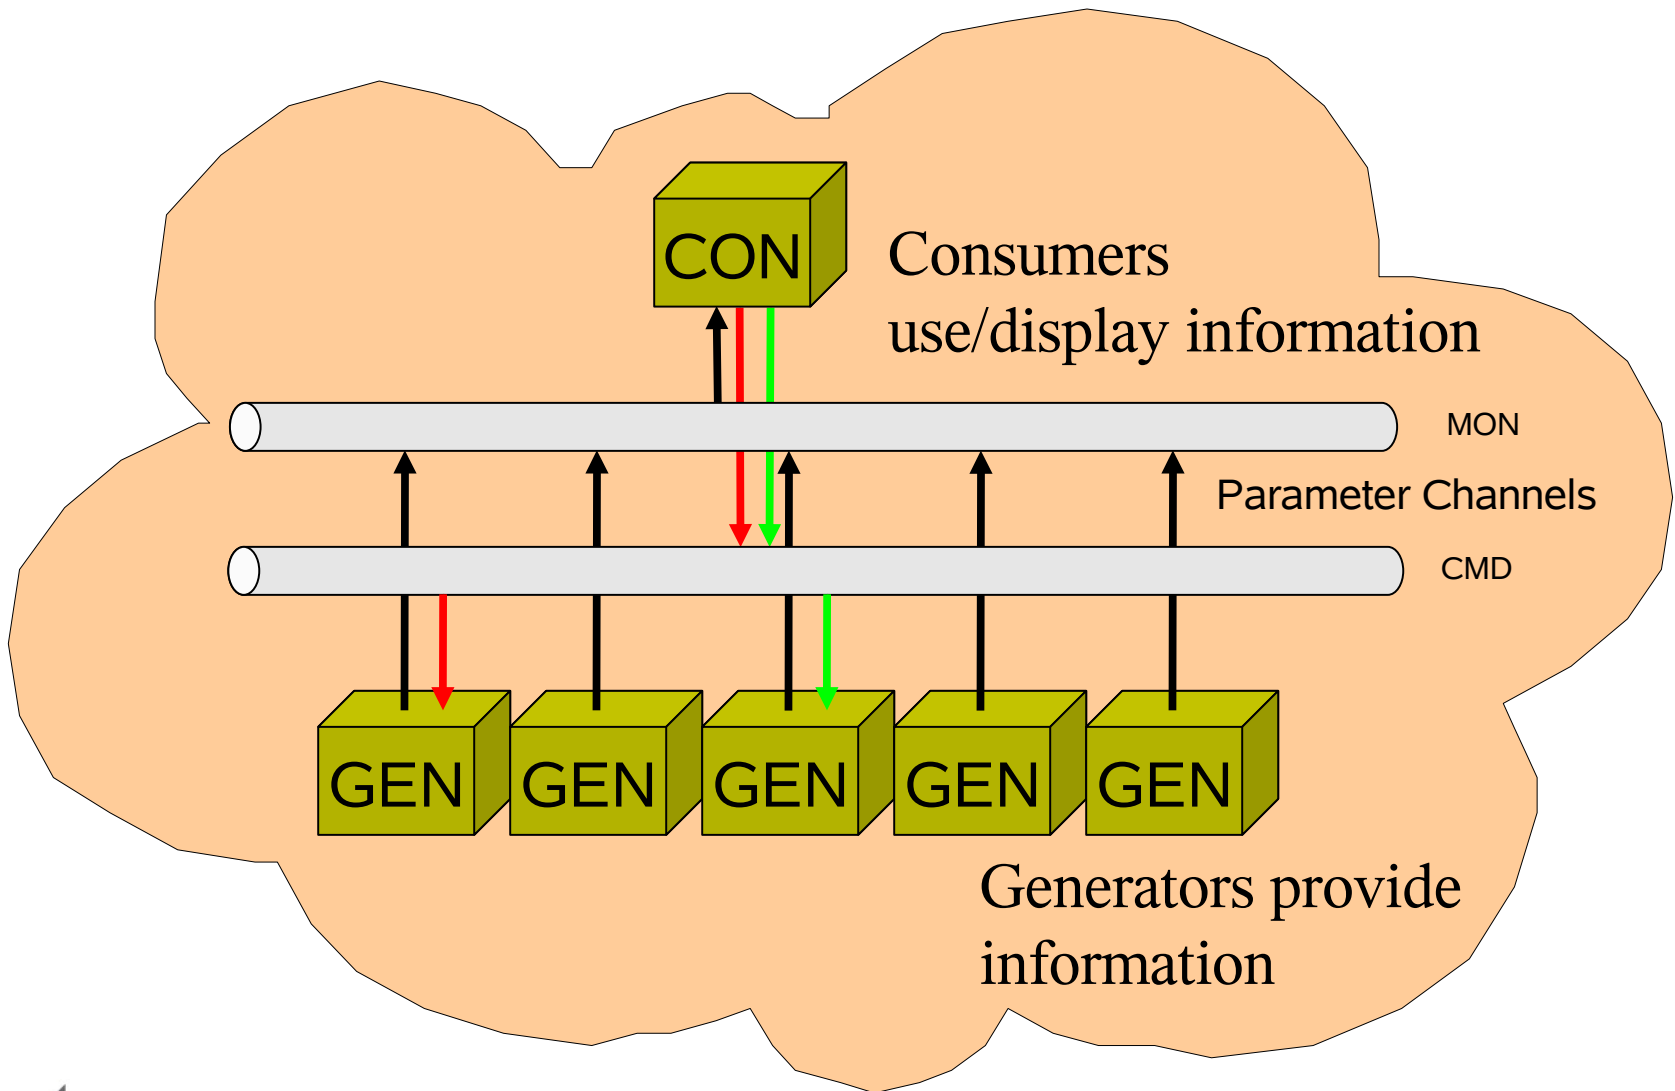 CON
Consumers
use/display information
MON
Parameter Channels
CMD
GEN GEN GEN GEN GEN
Generators provide
information